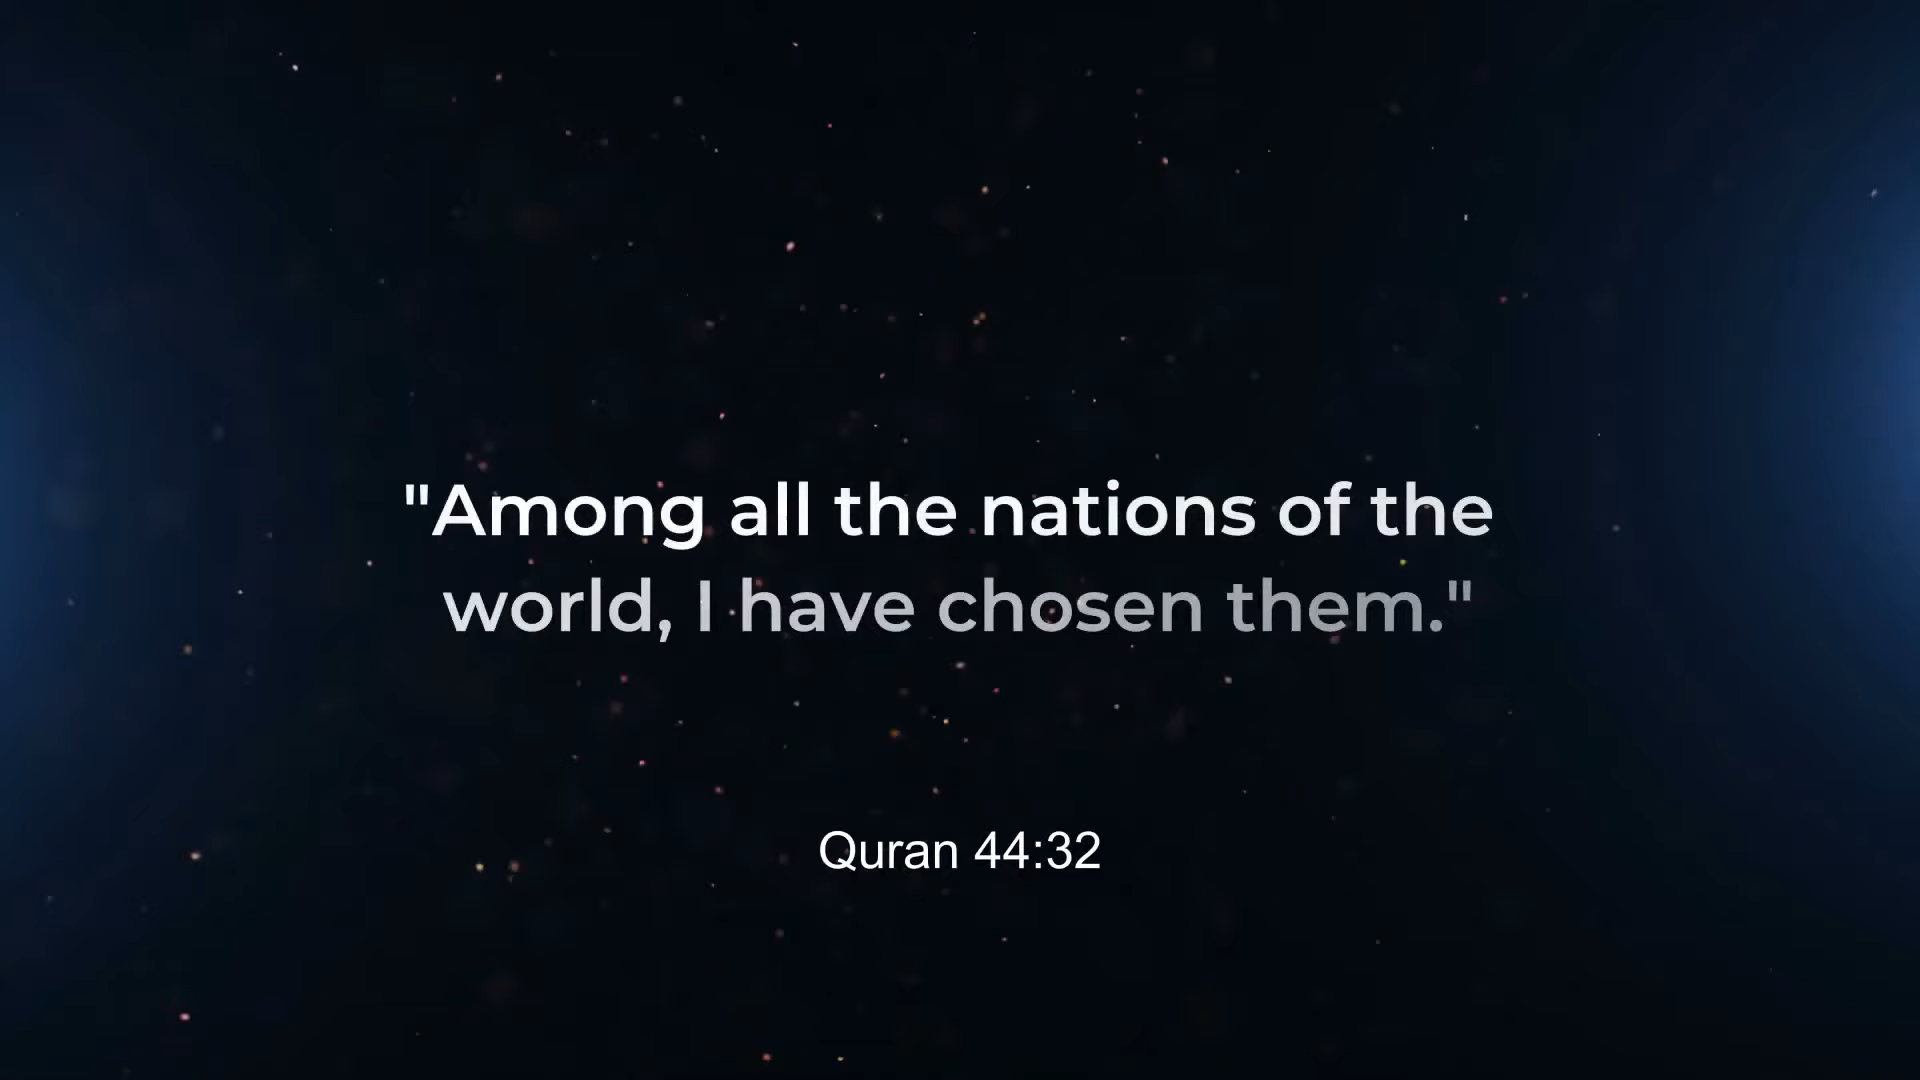 "Among all the nations of the
world, I have chosen them."
Quran 44:32